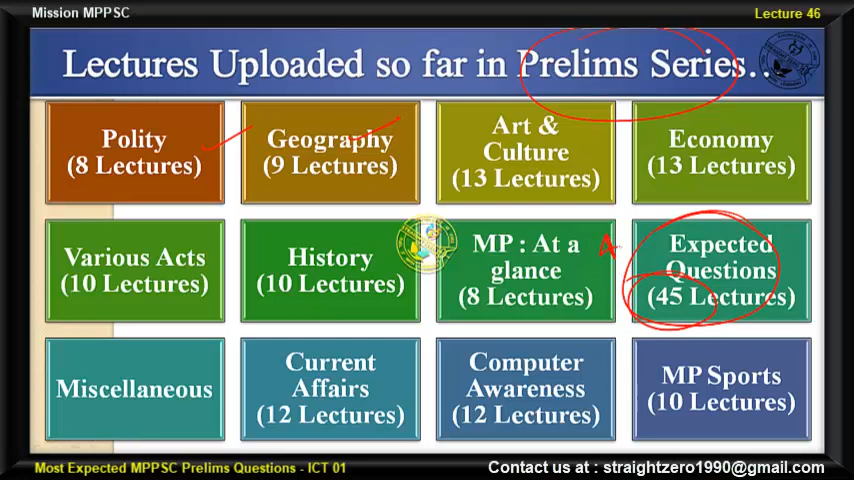 Mission MPPSC
Lecture 46
Lectures Uploaded so far in Prelims Series...
Polity
(8 Lectures)
Geography
(9 Lectures)
Art &
Culture
(13 Lectures)
Economy
(13 Lectures)
Various Acts
(10 Lectures)
History
(10 Lectures)
MP : At a
glance
(8 Lectures)
Expected
Questions
(45 Lectures)
Miscellaneous
Current
Affairs
(12 Lectures)
Computer
Awareness
(12 Lectures)
MP Sports
(10 Lectures)
Most Expected MPPSC Prelims Questions - ICT 01
Contact us at : straightzero1990@gmail.com